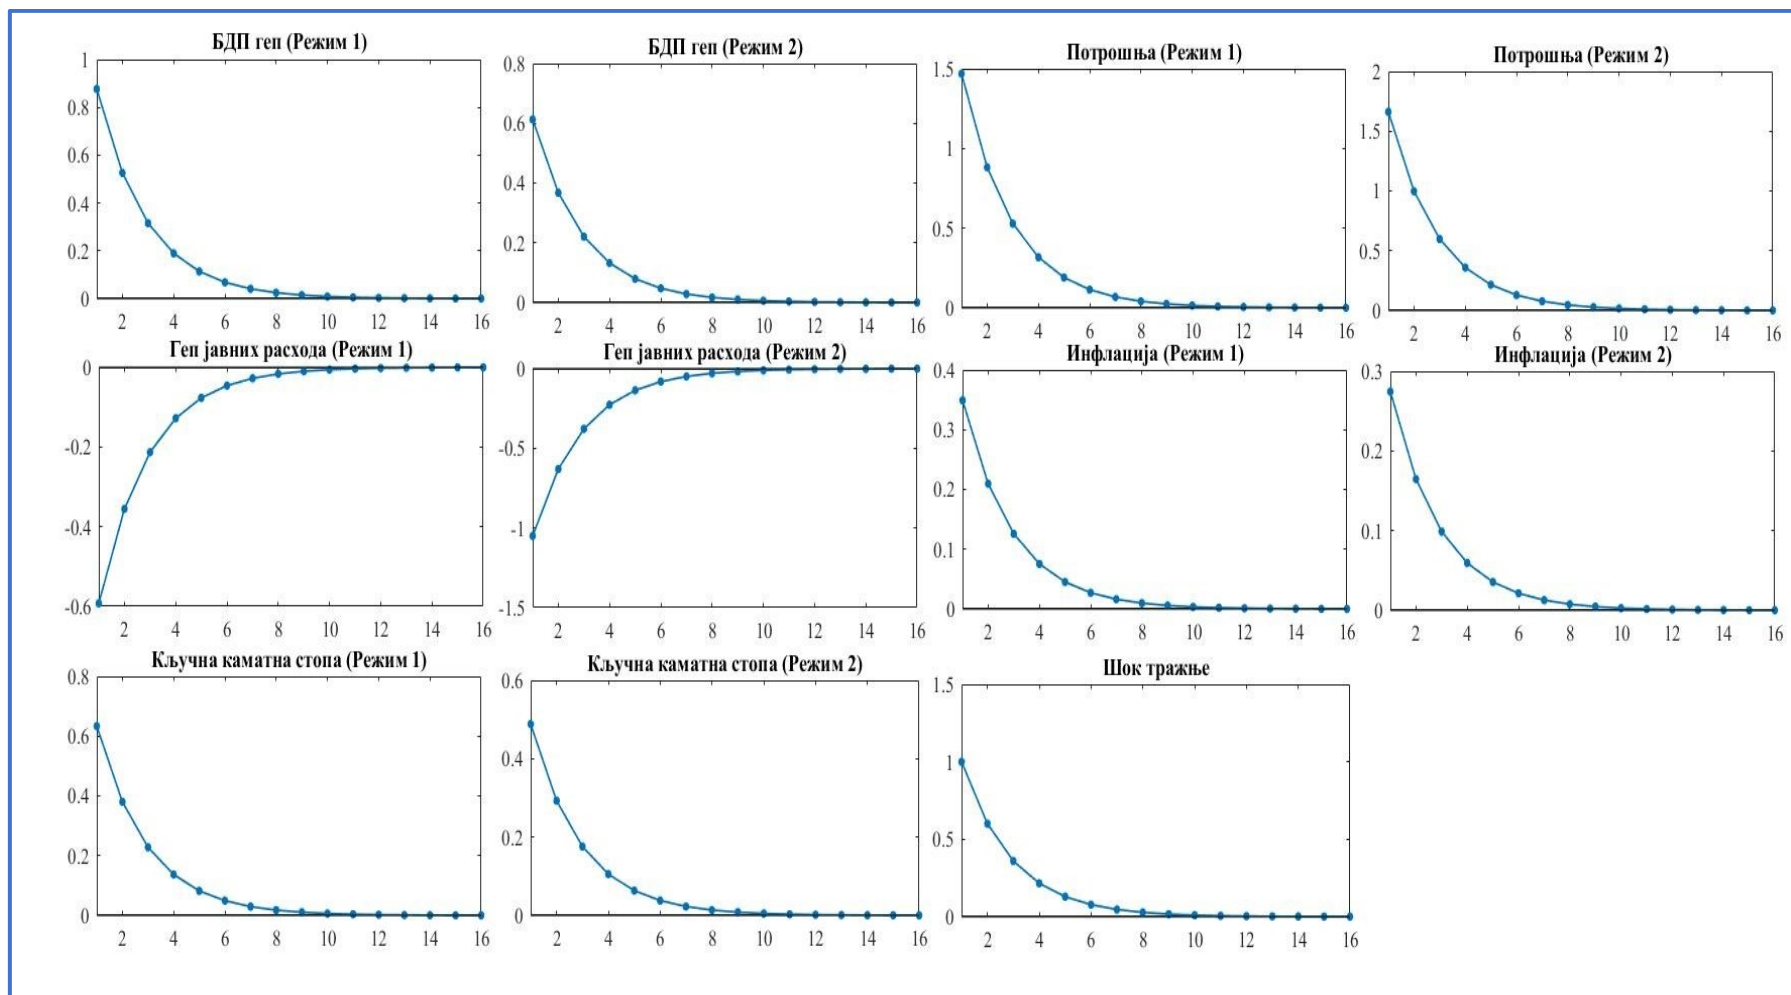 БДП геп (Режим 1)
1
0.8
0.6
0.4
0.2
0
2 4 6 8 10 12 14 16
БДП геп (Режим 2)
0.8
0.6
0.4
0.2
0
2 4 6 8 10 12 14 16
Потрошња (Режим 1)
1.5
1
0.5
0
2 4 6 8 10 12 14 16
Потрошња (Режим 2)
2
1.5
1
0.5
0
2 4 6 8 10 12 14 16
Геп јавних расхода (Режим 1)
0
-0.2
-0.4
-0.6
2 4 6 8 10 12 14 16
Геп јавних расхода (Режим 2)
0
-0.5
-1
-1.5
2 4 6 8 10 12 14 16
Инфлација (Режим 1)
0.4
0.3
0.2
0.1
0
2 4 6 8 10 12 14 16
Инфлација (Режим 2)
0.3
0.2
0.1
0
2 4 6 8 10 12 14 16
Кључна каматна стопа (Режим 1)
0.8
0.6
0.4
0.2
0
2 4 6 8 10 12 14 16
Кључна каматна стопа (Режим 2)
0.6
0.4
0.2
0
2 4 6 8 10 12 14 16
Шок тражње
1.5
1
0.5
0
2 4 6 8 10 12 14 16